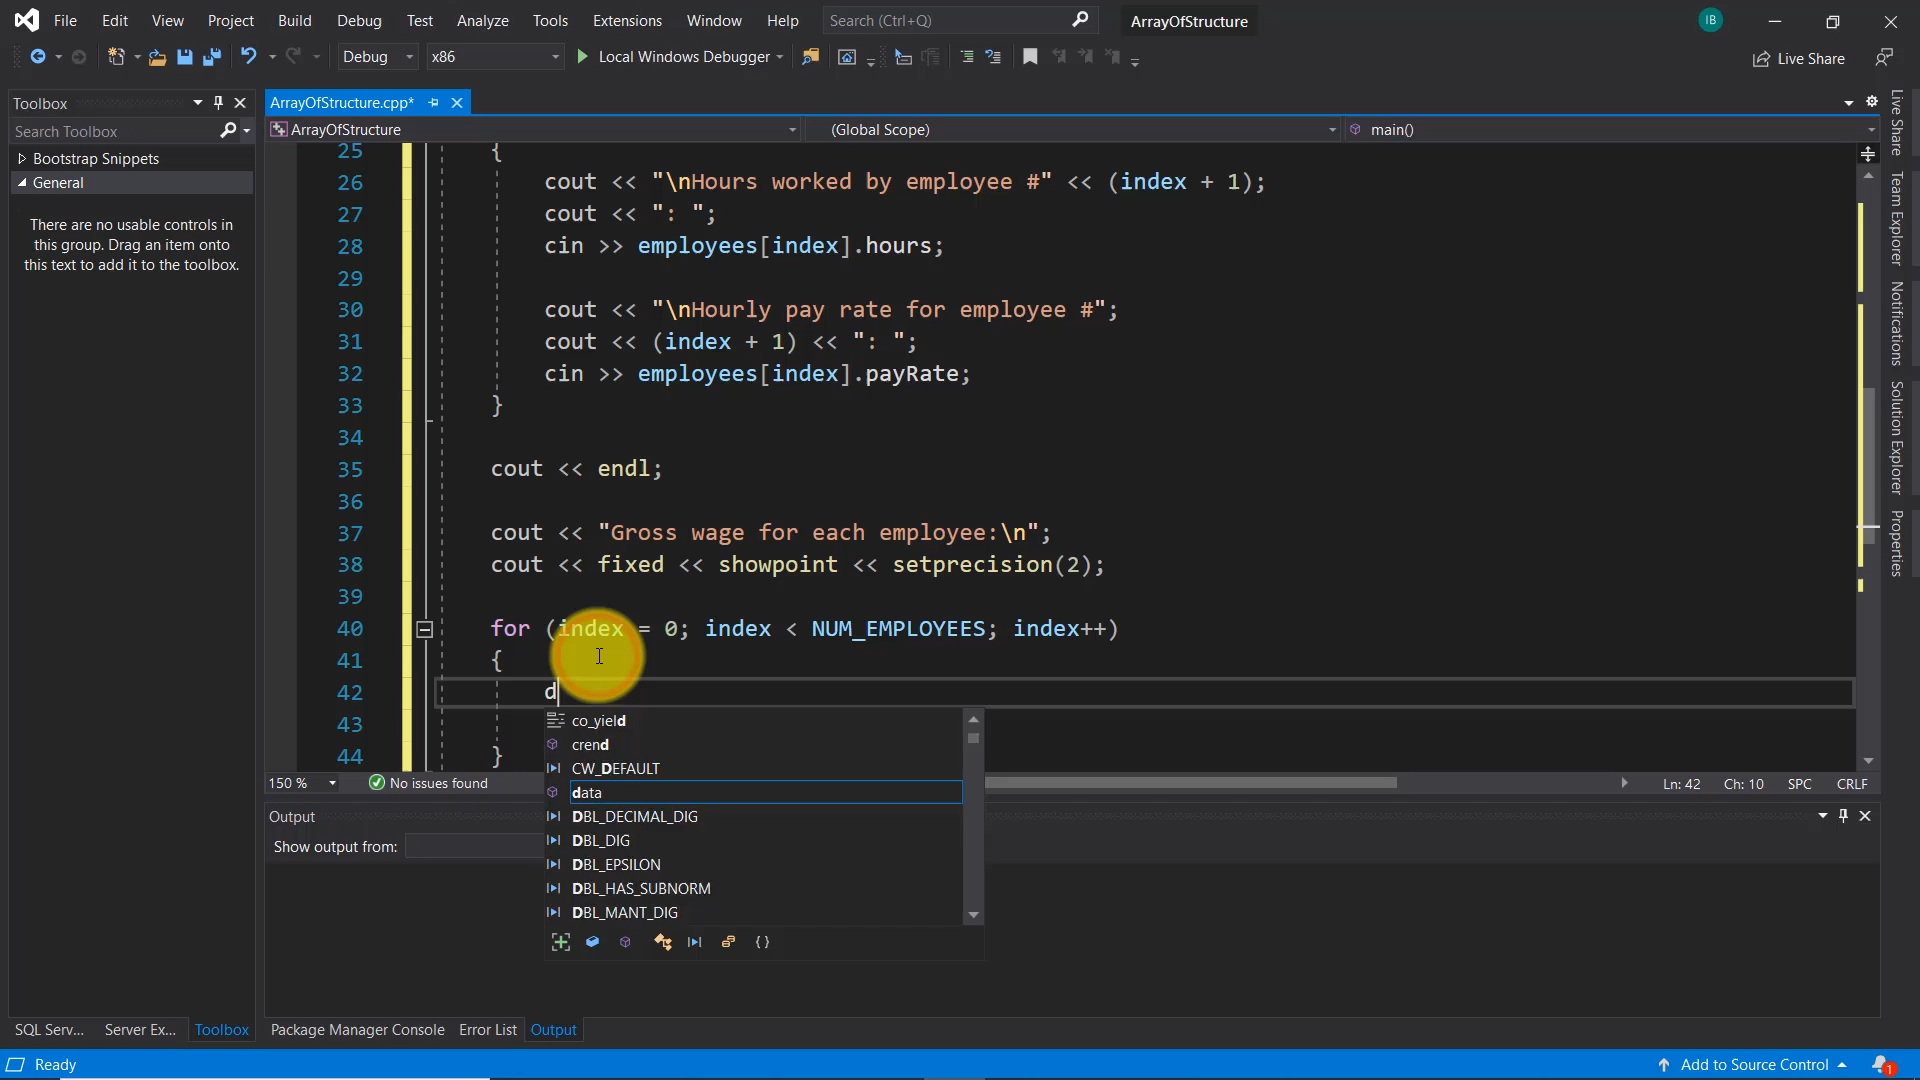 File Edit View Project Build Debug Test Analyze Tools Extensions Window Help Search (Ctrl+Q) ArrayOfStructure IB
Debug x86 Local Windows Debugger Live Share
Toolbox
Search Toolbox
Bootstrap Snippets
General
There are no usable controls in
this group. Drag an item onto
this text to add it to the toolbox.
ArrayOfStructure.cpp*
ArrayOfStructure (Global Scope) main()
25 {
26 cout << "\nHours worked by employee #" << (index + 1);
27 cout << ": ";
28 cin >> employees[index].hours;
29
30 cout << "\nHourly pay rate for employee #";
31 cout << (index + 1) << ": ";
32 cin >> employees[index].payRate;
33 }
34
35 cout << endl;
36
37 cout << "Gross wage for each employee:\n";
38 cout << fixed << showpoint << setprecision(2);
39
40 for (index = 0; index < NUM_EMPLOYEES; index++)
41 {
42 d
43
44 }
co_yield
crend
CW_DEFAULT
data
DBL_DECIMAL_DIG
DBL_DIG
DBL_EPSILON
DBL_HAS_SUBNORM
DBL_MANT_DIG
150 % No issues found Ln: 42 Ch: 10 SPC CRLF
Output
Show output from:
Live Share
Team Explorer
Notifications
Solution Explorer
Properties
SQL Serv... Server Ex... Toolbox Package Manager Console Error List Output
Ready Add to Source Control 1